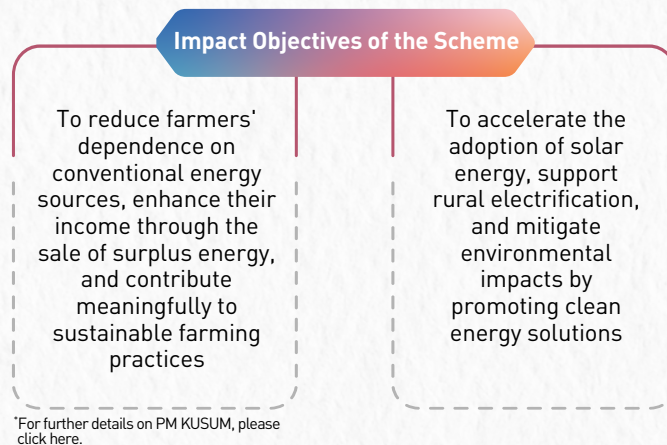 Impact Objectives of the Scheme
To reduce farmers'
dependence on
conventional energy
sources, enhance their
income through the
sale of surplus energy,
and contribute
meaningfully to
sustainable farming
practices
To accelerate the
adoption of solar
energy, support
rural electrification,
and mitigate
environmental
impacts by
promoting clean
energy solutions
*For further details on PM KUSUM, please
click here.